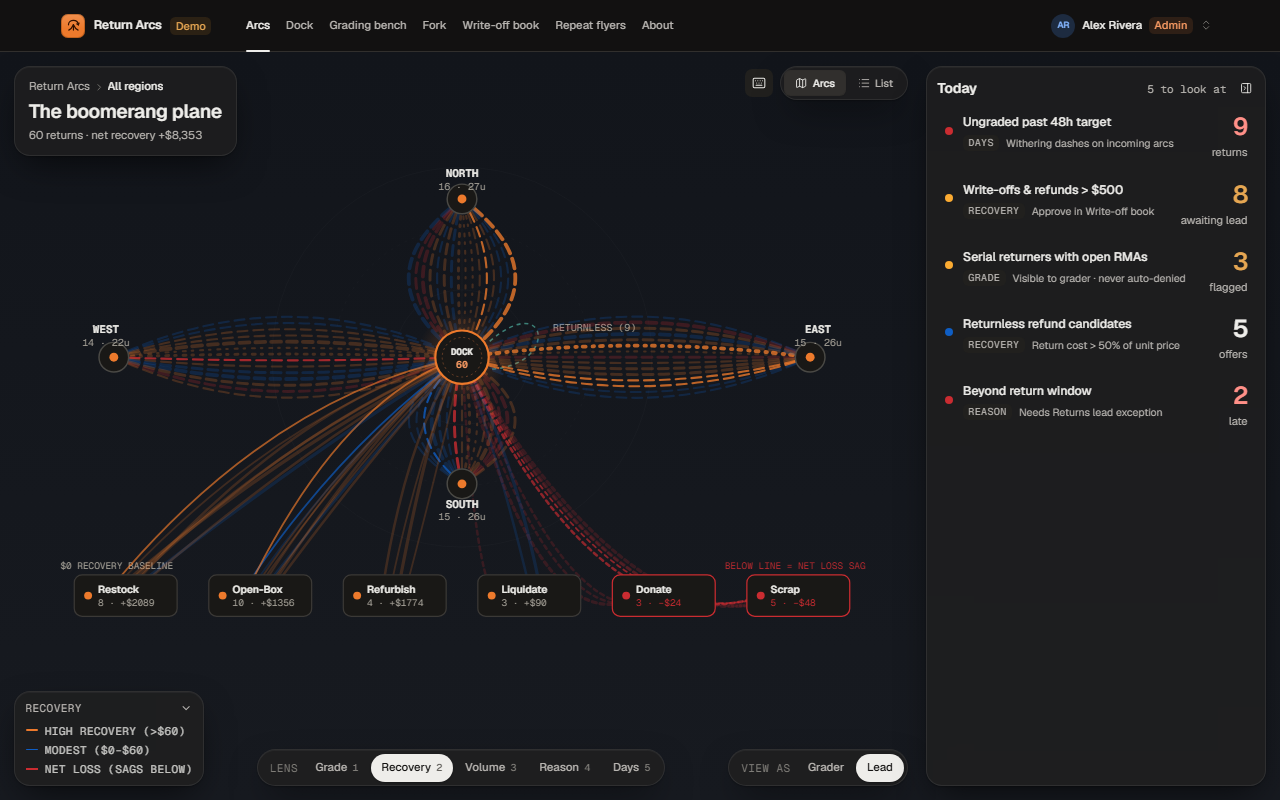 Return Arcs Demo Arcs Dock Grading bench Fork Write-off book Repeat flyers About AR Alex Rivera Admin
Return Arcs › All regions
The boomerang plane
60 returns · net recovery +$8,353
Arcs List
Today 5 to look at
Ungraded past 48h target 9
DAYS Withering dashes on incoming arcs returns
Write-offs & refunds > $500 8
RECOVERY Approve in Write-off book awaiting lead
Serial returners with open RMAs 3
GRADE Visible to grader · never auto-denied flagged
Returnless refund candidates 5
RECOVERY Return cost > 50% of unit price offers
Beyond return window 2
REASON Needs Returns lead exception late
NORTH
16 · 27u
WEST
14 · 22u
RETURNLESS (9)
EAST
15 · 26u
DOCK
60
SOUTH
15 · 26u
$0 RECOVERY BASELINE
BELOW LINE = NET LOSS SAG
Restock
8 · +$2089
Open-Box
10 · +$1356
Refurbish
4 · +$1774
Liquidate
3 · +$90
Donate
3 · -$24
Scrap
5 · -$48
RECOVERY
HIGH RECOVERY (>$60)
MODEST ($0–$60)
NET LOSS (SAGS BELOW)
LENS Grade 1 Recovery 2 Volume 3 Reason 4 Days 5
VIEW AS Grader Lead